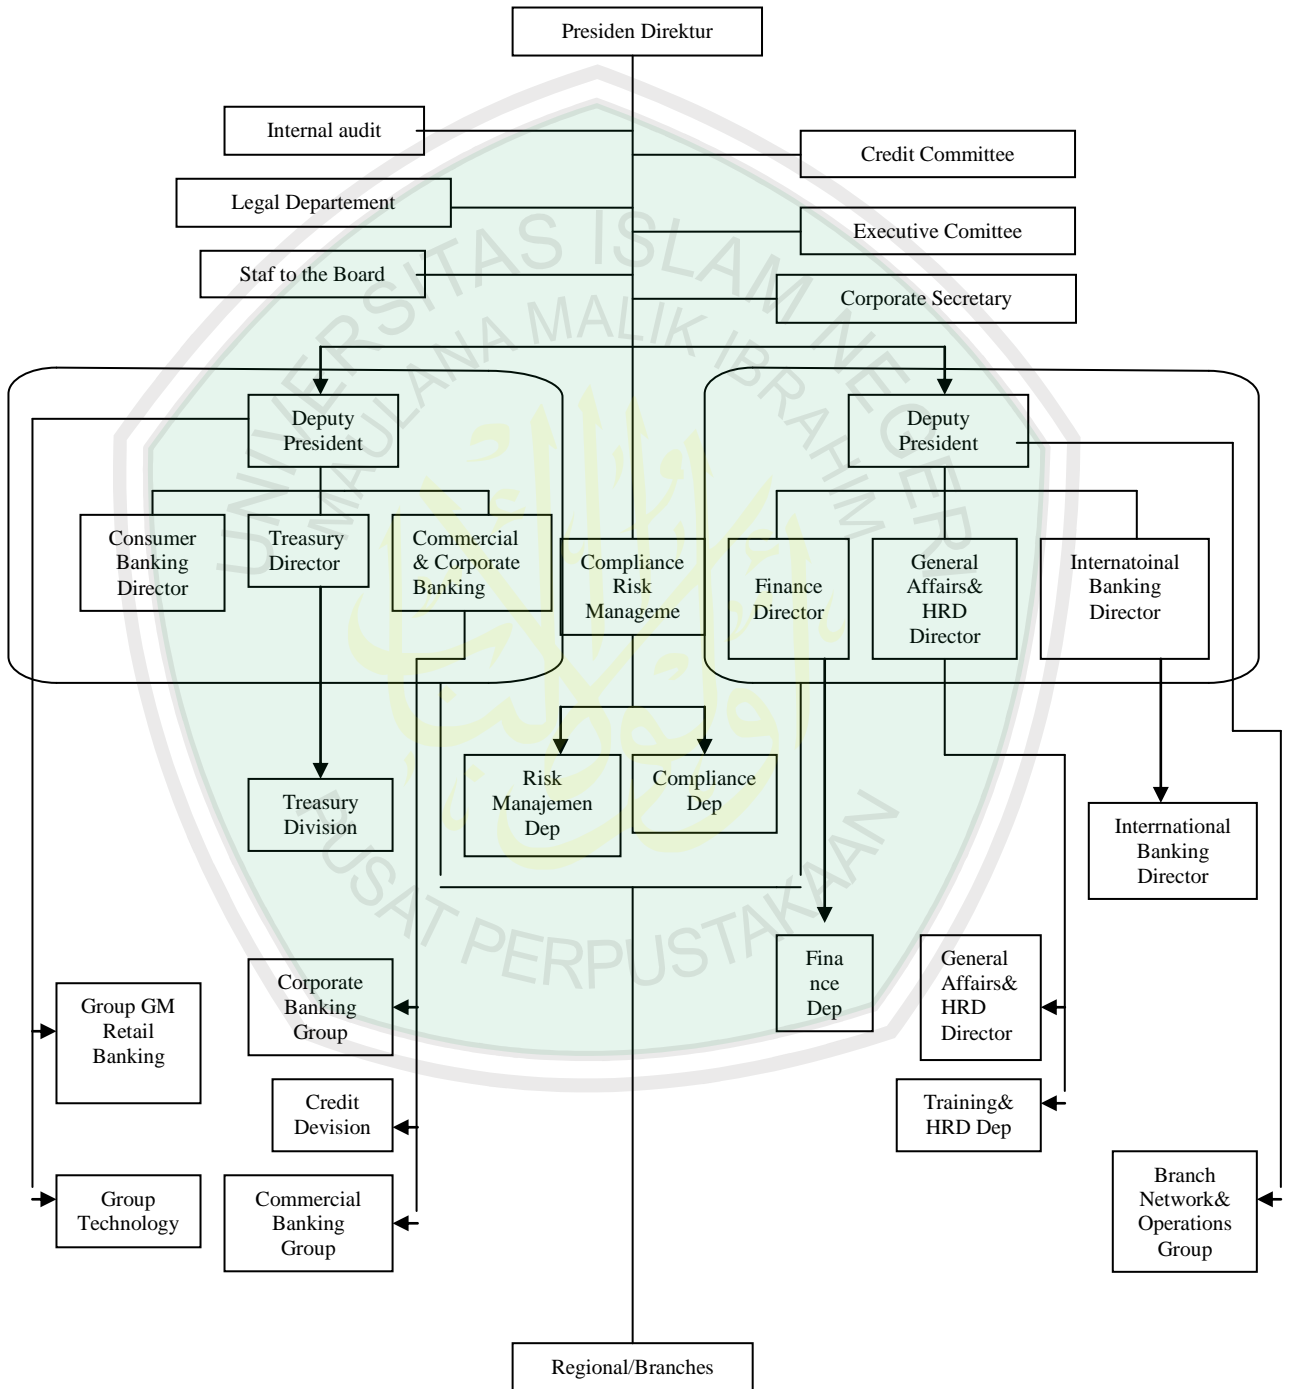 Presiden Direktur
Internal audit
Credit Committee
Legal Departement
Executive Comittee
Staf to the Board
Corporate Secretary
UNIVERSITAS ISLAM NEGERI
MAULANA MALIK IBRAHIM
Deputy
President
Deputy
President
Consumer
Banking
Director
Treasury
Director
Commercial
& Corporate
Banking
Compliance
Risk
Manageme
Finance
Director
General
Affairs&
HRD
Director
Internatoinal
Banking
Director
Treasury
Division
Risk
Manajemen
Dep
Compliance
Dep
Interrnational
Banking
Director
PUSAT PERPUSTAKAAN
Group GM
Retail
Banking
Corporate
Banking
Group
Fina
nce
Dep
General
Affairs&
HRD
Director
Credit
Devision
Training&
HRD Dep
Group
Technology
Commercial
Banking
Group
Branch
Network&
Operations
Group
Regional/Branches